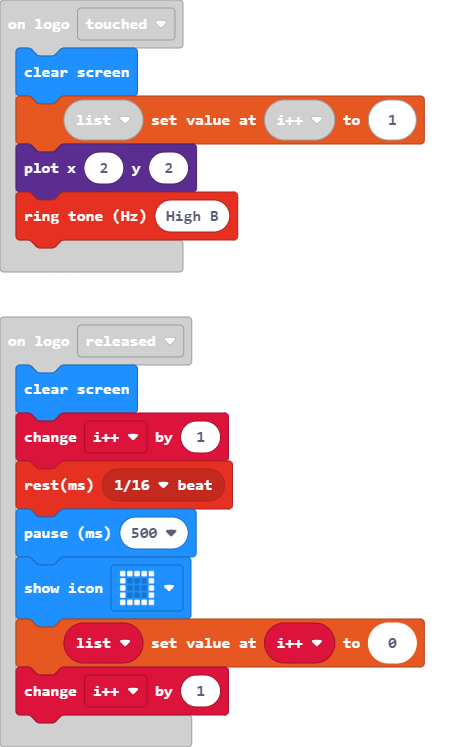 on logo touched
clear screen
list set value at i++ to 1
plot x 2 y 2
ring tone (Hz) High B
on logo released
clear screen
change i++ by 1
rest(ms) 1/16 beat
pause (ms) 500
show icon
list set value at i++ to 0
change i++ by 1